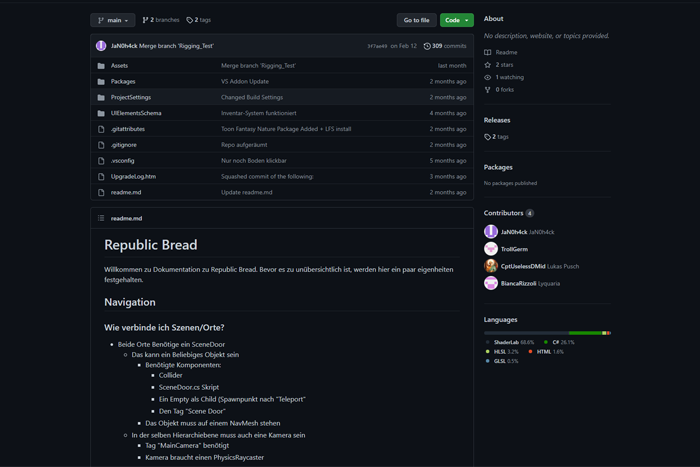 main
2 branches
2 tags
Go to file
Code
JaN0h4ck Merge branch 'Rigging_Test'
3f7ae49 on Feb 12
309 commits
Assets Merge branch 'Rigging_Test' last month
Packages VS Addon Update 2 months ago
ProjectSettings Changed Build Settings 2 months ago
UIElementsSchema Inventar-System funktioniert 4 months ago
.gitattributes Toon Fantasy Nature Package Added + LFS install 2 months ago
.gitignore Repo aufgeräumt 2 months ago
.vsconfig Nur noch Boden klickbar 5 months ago
UpgradeLog.htm Squashed commit of the following: 3 months ago
readme.md Update readme.md 2 months ago
readme.md
Republic Bread
Willkommen zu Dokumentation zu Republic Bread. Bevor es zu unübersichtlich ist, werden hier ein paar eigenheiten
festgehalten.
Navigation
Wie verbinde ich Szenen/Orte?
Beide Orte Benötige ein SceneDoor
Das kann ein Beliebiges Objekt sein
Benötigte Komponenten:
Collider
SceneDoor.cs Skript
Ein Empty als Child (Spawnpunkt nach "Teleport"
Den Tag "Scene Door"
Das Objekt muss auf einem NavMesh stehen
In der selben Hierarchiebene muss auch eine Kamera sein
Tag "MainCamera" benötigt
Kamera braucht einen PhysicsRaycaster
About
No description, website, or topics provided.
Readme
2 stars
1 watching
0 forks
Releases
2 tags
Packages
No packages published
Contributors 4
JaN0h4ck JaN0h4ck
TrollGerm
CptUselessDMid Lukas Pusch
BiancaRizzoli Lyquaria
Languages
ShaderLab 68.6%
C# 26.1%
HLSL 3.2%
HTML 1.6%
GLSL 0.5%